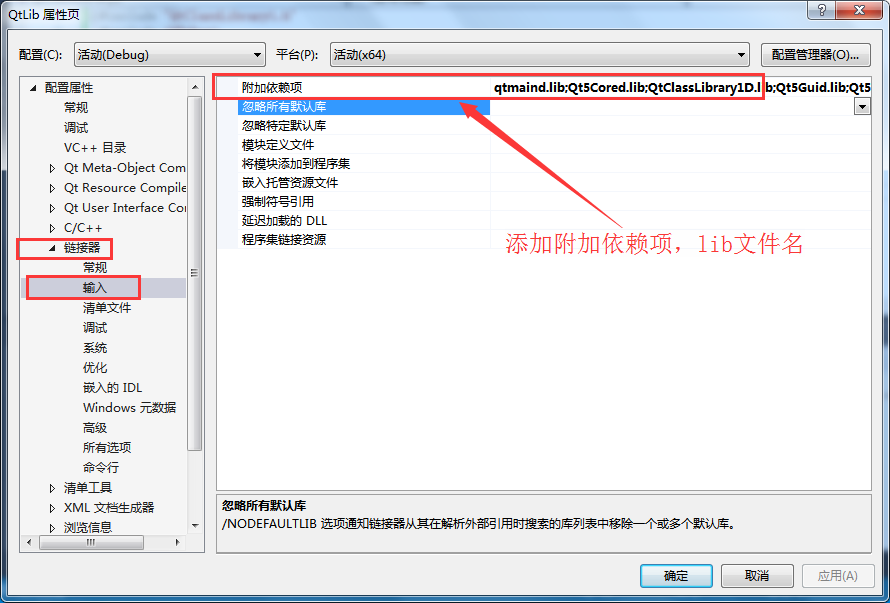 QtLib 属性页
配置(C): 活动(Debug) 平台(P): 活动(x64) 配置管理器(O)...
配置属性
常规
调试
VC++ 目录
Qt Meta-Object Com
Qt Resource Compile
Qt User Interface Con
C/C++
链接器
常规
输入
清单文件
调试
系统
优化
嵌入的 IDL
Windows 元数据
高级
所有选项
命令行
清单工具
XML 文档生成器
浏览信息
附加依赖项 qtmaind.lib;Qt5Cored.lib;QtClassLibrary1D.lib;Qt5Guid.lib;Qt5
忽略所有默认库
忽略特定默认库
模块定义文件
将模块添加到程序集
嵌入托管资源文件
强制符号引用
延迟加载的 DLL
程序集链接资源
添加附加依赖项，lib文件名
忽略所有默认库
/NODEFAULTLIB 选项通知链接器从其在解析外部引用时搜索的库列表中移除一个或多个默认库。
确定 取消 应用(A)